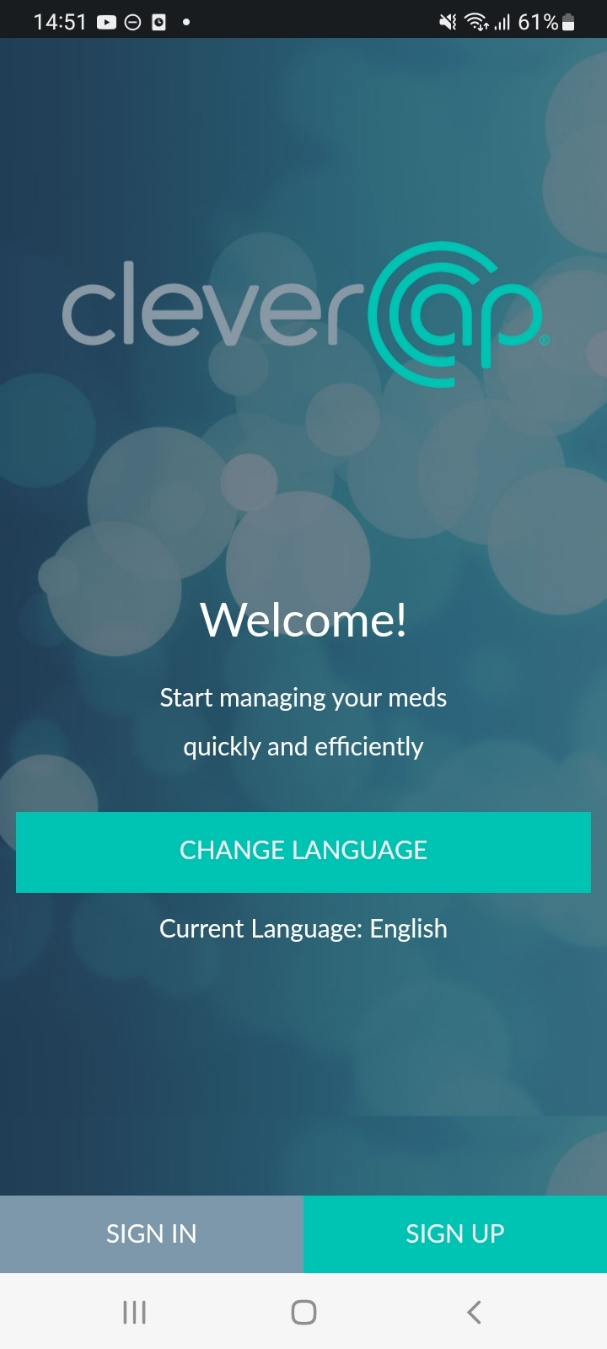 14:51 61%
cleverCap®
Welcome!
Start managing your meds
quickly and efficiently
CHANGE LANGUAGE
Current Language: English
SIGN IN SIGN UP